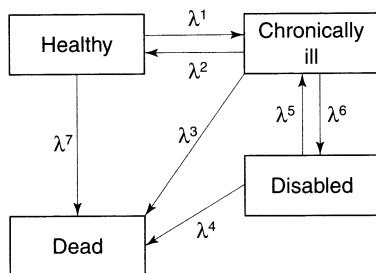 Healthy
λ¹
λ²
Chronically
ill
λ⁷
λ³
λ⁵
λ⁶
Disabled
Dead
λ⁴